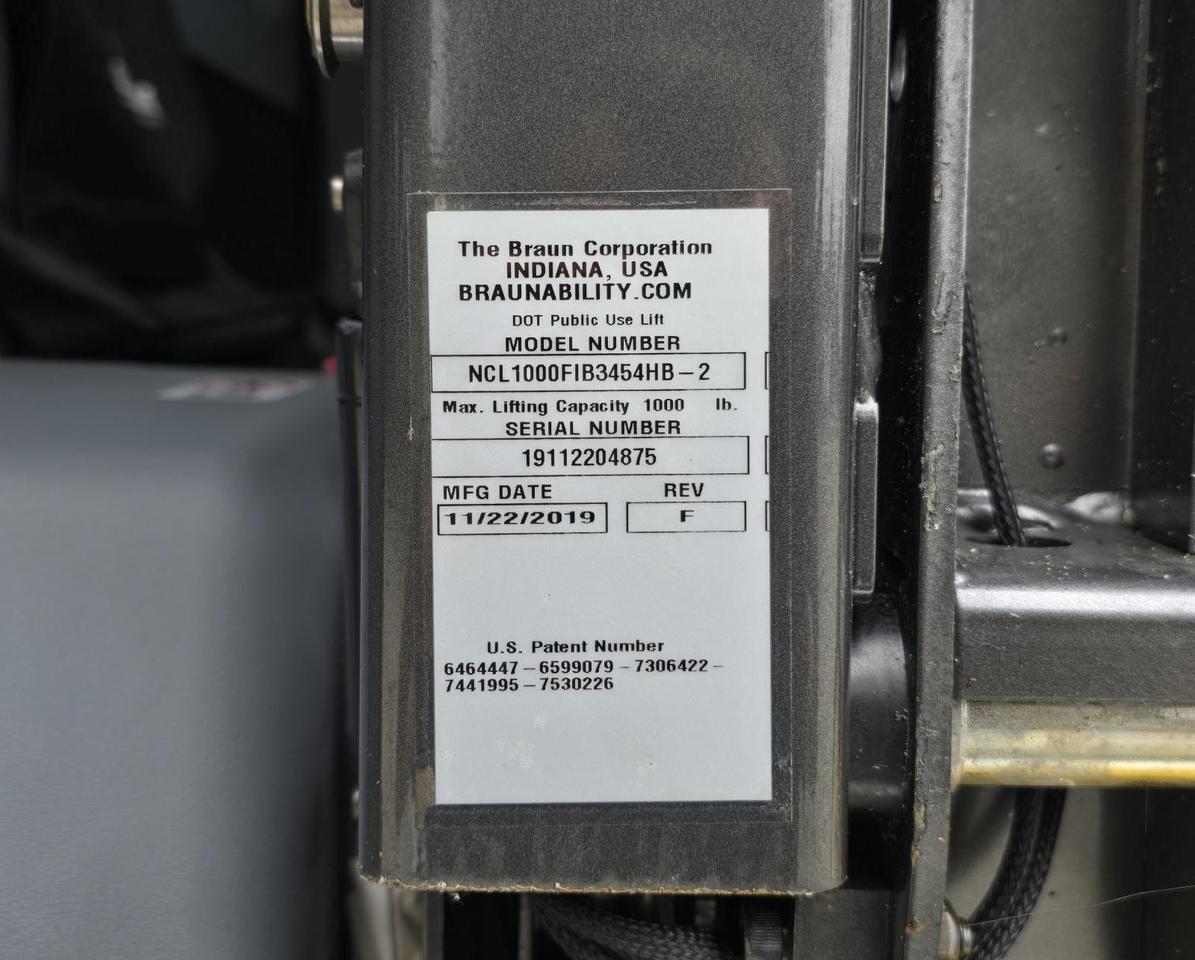 The Braun Corporation
INDIANA, USA
BRAUNABILITY.COM
DOT Public Use Lift
MODEL NUMBER
NCL1000FIB3454HB-2
Max. Lifting Capacity 1000 lb.
SERIAL NUMBER
19112204875
MFG DATE REV
11/22/2019 F
U.S. Patent Number
6464447-6599079-7306422-
7441995-7530226